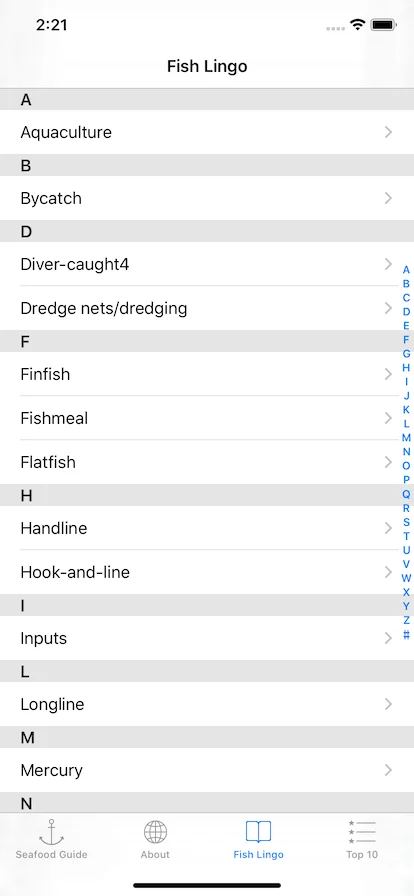 2:21
Fish Lingo
A
Aquaculture
B
Bycatch
D
Diver-caught4
Dredge nets/dredging
F
Finfish
Fishmeal
Flatfish
H
Handline
Hook-and-line
I
Inputs
L
Longline
M
Mercury
N
A
B
C
D
E
F
G
H
I
J
K
L
M
N
O
P
Q
R
S
T
U
V
W
X
Y
Z
#
Seafood Guide
About
Fish Lingo
Top 10